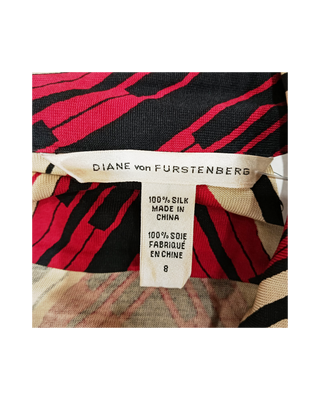 DIANE von FURSTENBERG
100% SILK
MADE IN
CHINA
100% SOIE
FABRIQUÉ
EN CHINE
8